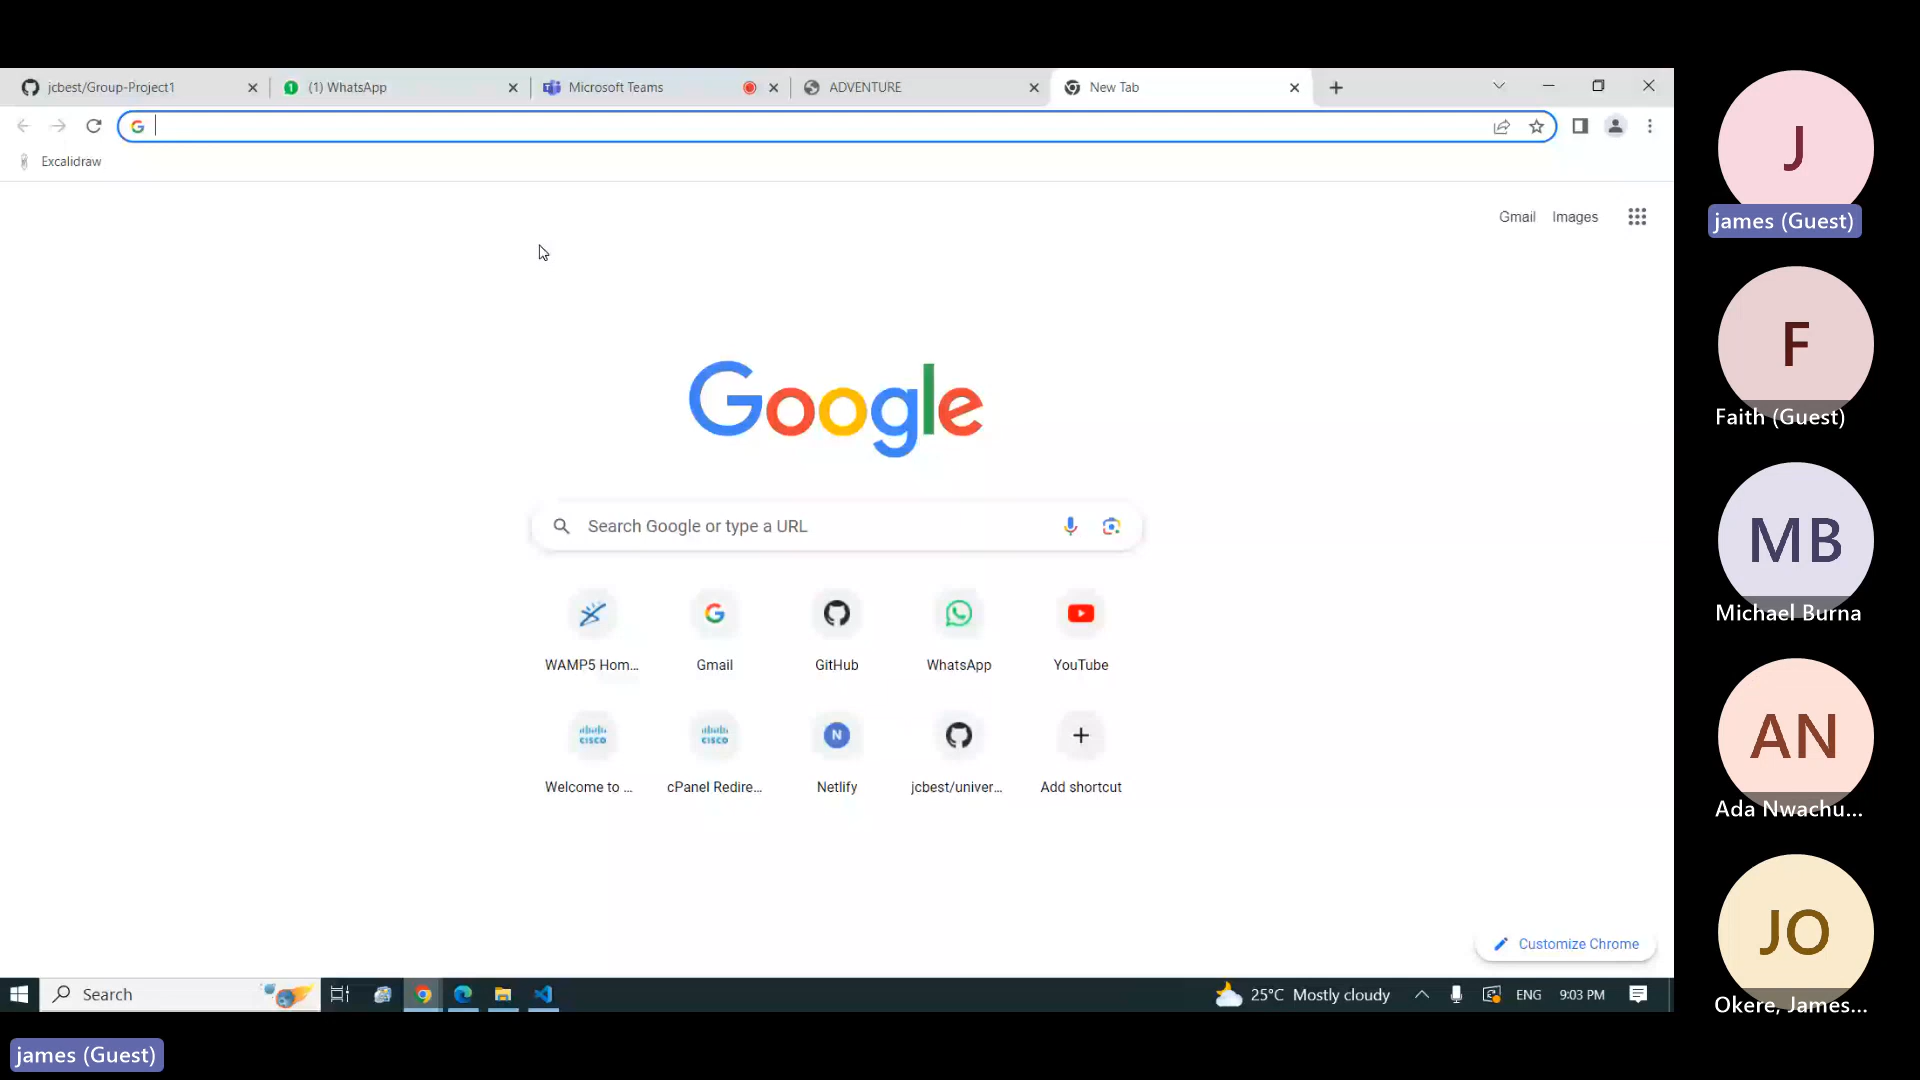 jcbest/Group-Project1
1
(1) WhatsApp
Microsoft Teams
ADVENTURE
New Tab
Excalidraw
Gmail
Images
Google
Search Google or type a URL
WAMP5 Hom...
Gmail
GitHub
WhatsApp
YouTube
CISCO
CISCO
N
Welcome to ...
cPanel Redire...
Netlify
jcbest/univer...
Add shortcut
Customize Chrome
Search
25°C Mostly cloudy
ENG
9:03 PM
james (Guest)
J
james (Guest)
F
Faith (Guest)
MB
Michael Burna
AN
Ada Nwachu...
JO
Okere, James...